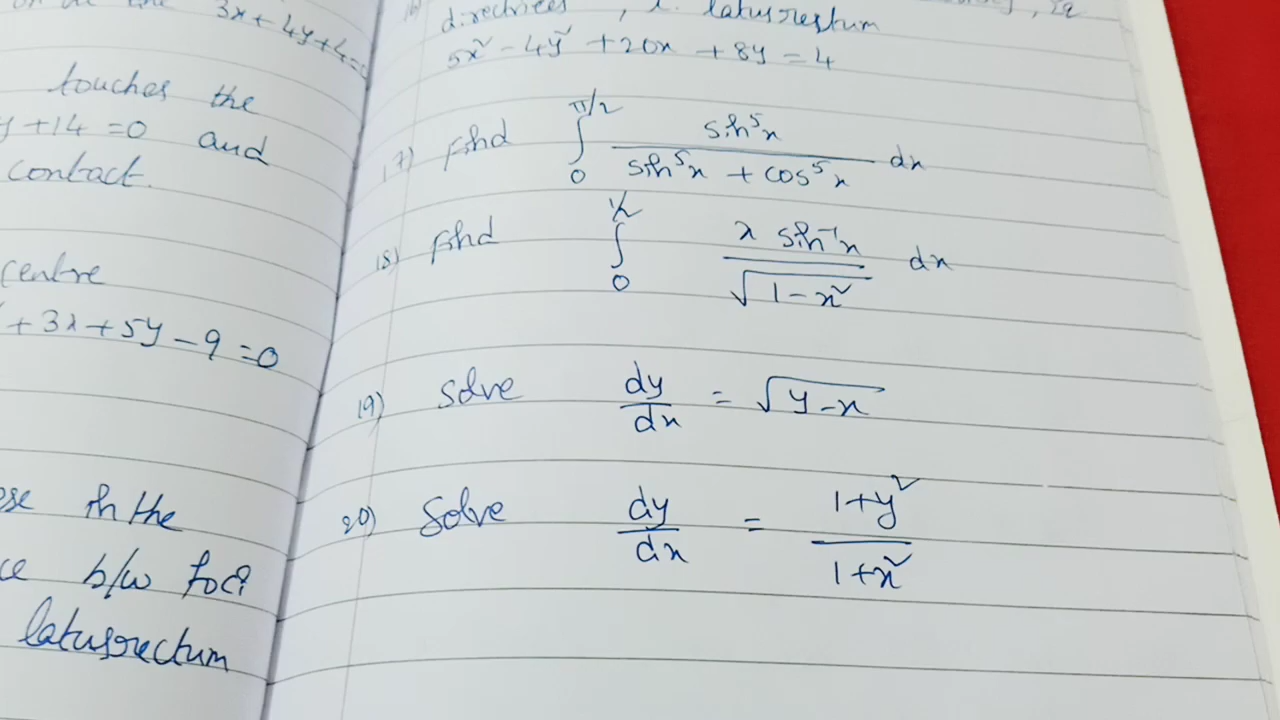 3x + 4y + 4 =0
touches the
y + 14 = 0 and
contact.
centre
+ 3x + 5y - 9 = 0
in the
b/w foci
latusrectum
directrices , L. latusrectum
5x² - 4y² + 20x + 8y = 4
17) Find ∫₀^(π/2) sin⁵x / (sin⁵x + cos⁵x) dx
18) Find ∫₀^(1/2) x sin⁻¹x / √(1-x²) dx
19) Solve dy/dx = √(y-x)
20) Solve dy/dx = (1+y²)/(1+x²)